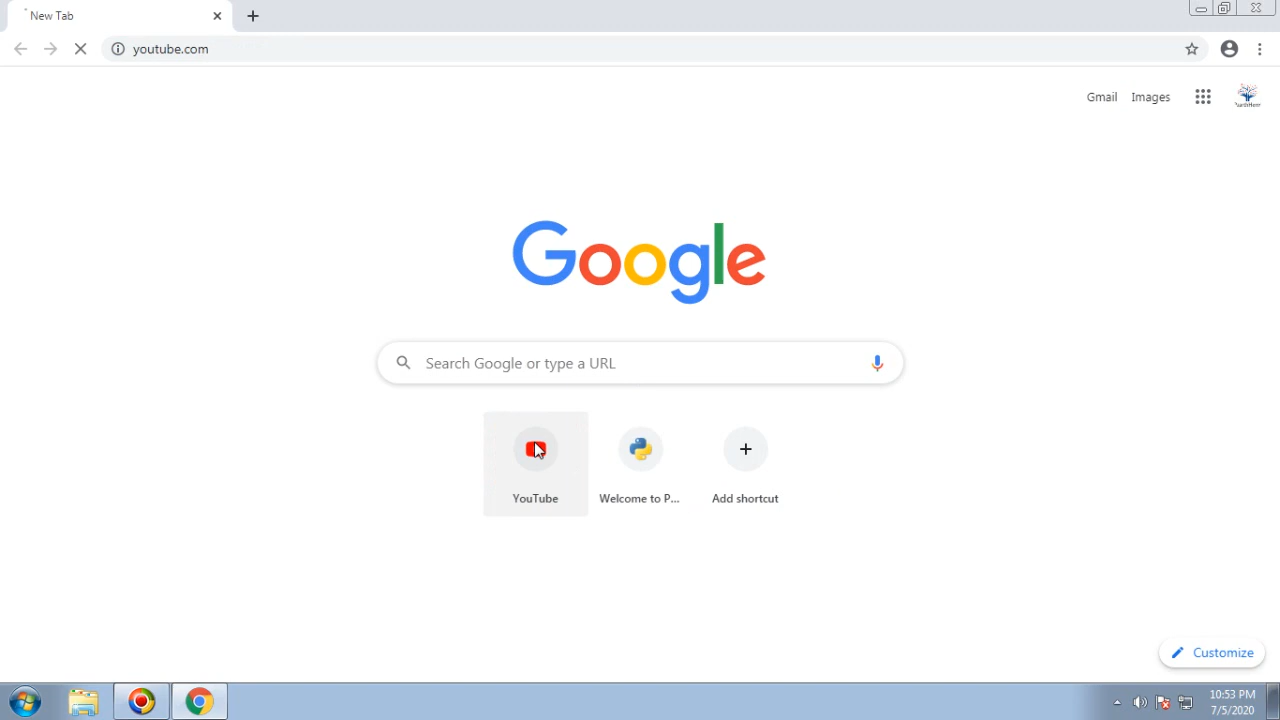 New Tab
youtube.com
Gmail Images
Google
Search Google or type a URL
YouTube Welcome to P... Add shortcut
Customize
10:53 PM
7/5/2020